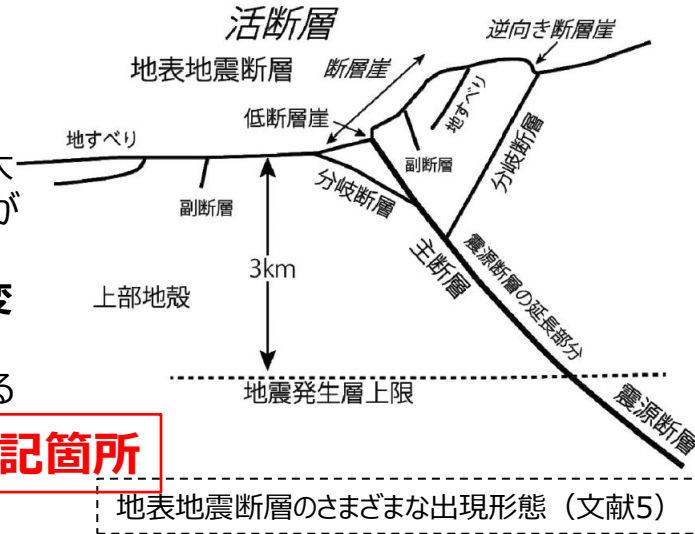 活断層
地表地震断層
断層崖
逆向き断層崖
低断層崖
地すべり
地すべり
副断層
副断層
分岐断層
分岐断層
大
が
変
る
主断層
3km
上部地殻
震源断層の延長部分
地震発生層上限
震源断層
記箇所
地表地震断層のさまざまな出現形態（文献5）